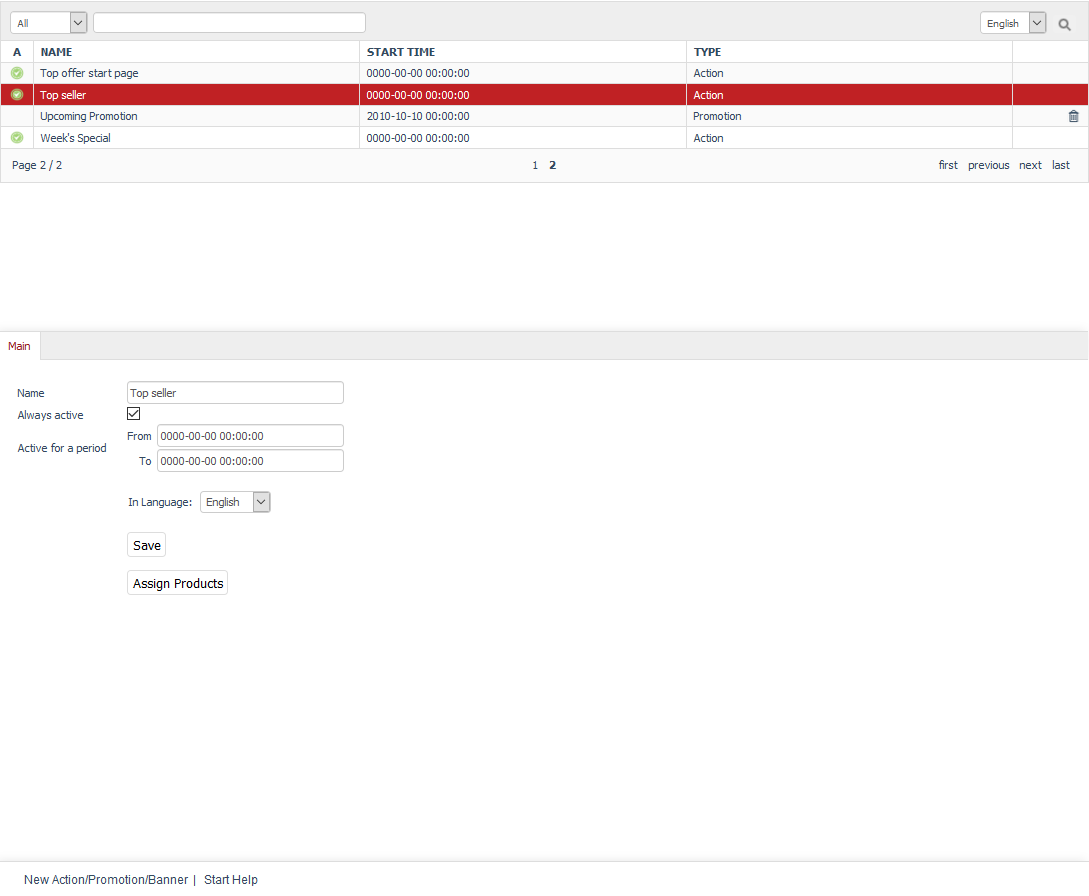 All English
A NAME START TIME TYPE
Top offer start page 0000-00-00 00:00:00 Action
Top seller 0000-00-00 00:00:00 Action
Upcoming Promotion 2010-10-10 00:00:00 Promotion
Week's Special 0000-00-00 00:00:00 Action
Page 2 / 2 1 2 first previous next last
Main
Name Top seller
Always active
Active for a period
From 0000-00-00 00:00:00
To 0000-00-00 00:00:00
In Language: English
Save
Assign Products
New Action/Promotion/Banner | Start Help